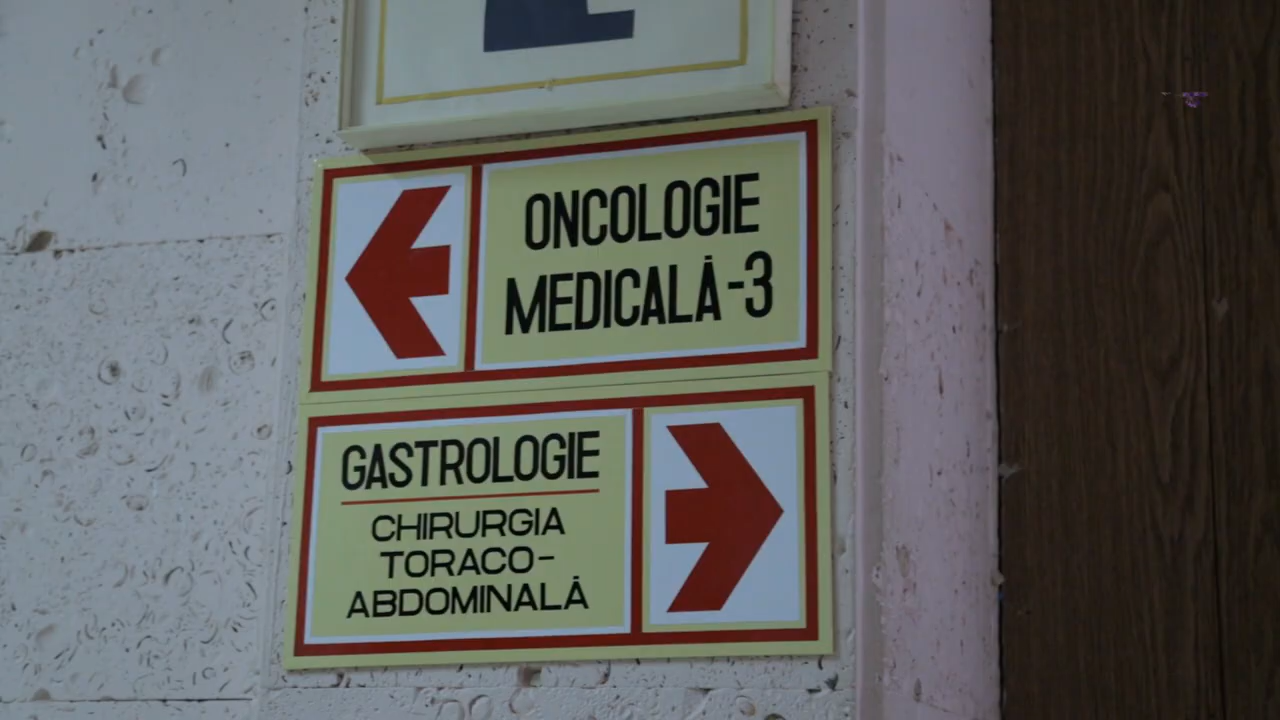 ONCOLOGIE
MEDICALĂ-3
GASTROLOGIE
CHIRURGIA
TORACO-
ABDOMINALĂ